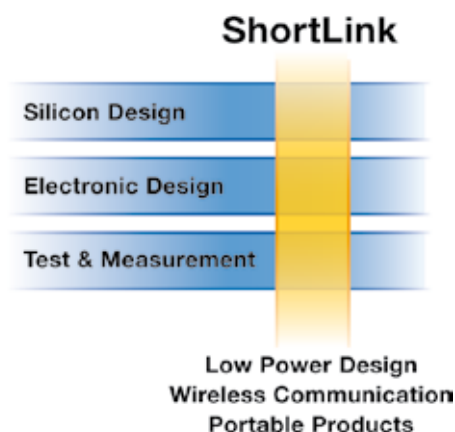 ShortLink
Silicon Design
Electronic Design
Test & Measurement
Low Power Design
Wireless Communication
Portable Products